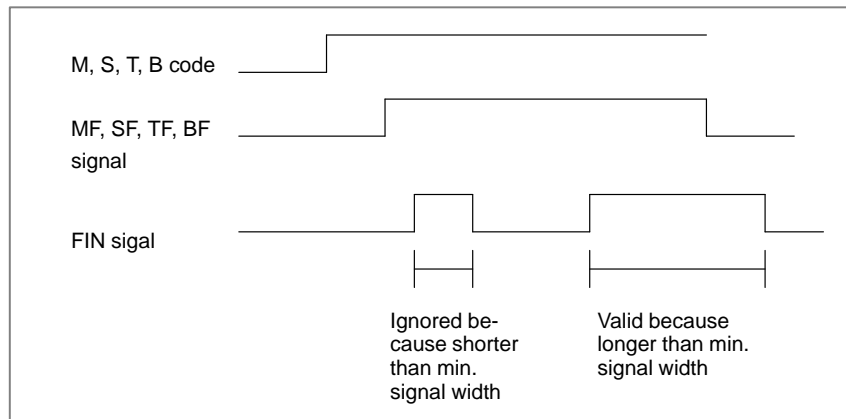 M, S, T, B code
MF, SF, TF, BF
signal
FIN sigal
Ignored be-
cause shorter
than min.
signal width
Valid because
longer than min.
signal width